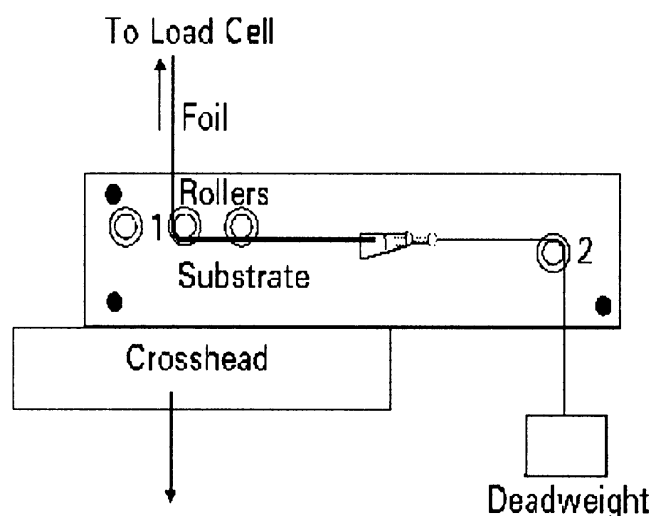 To Load Cell
Foil
Rollers
1
2
Substrate
Crosshead
Deadweight